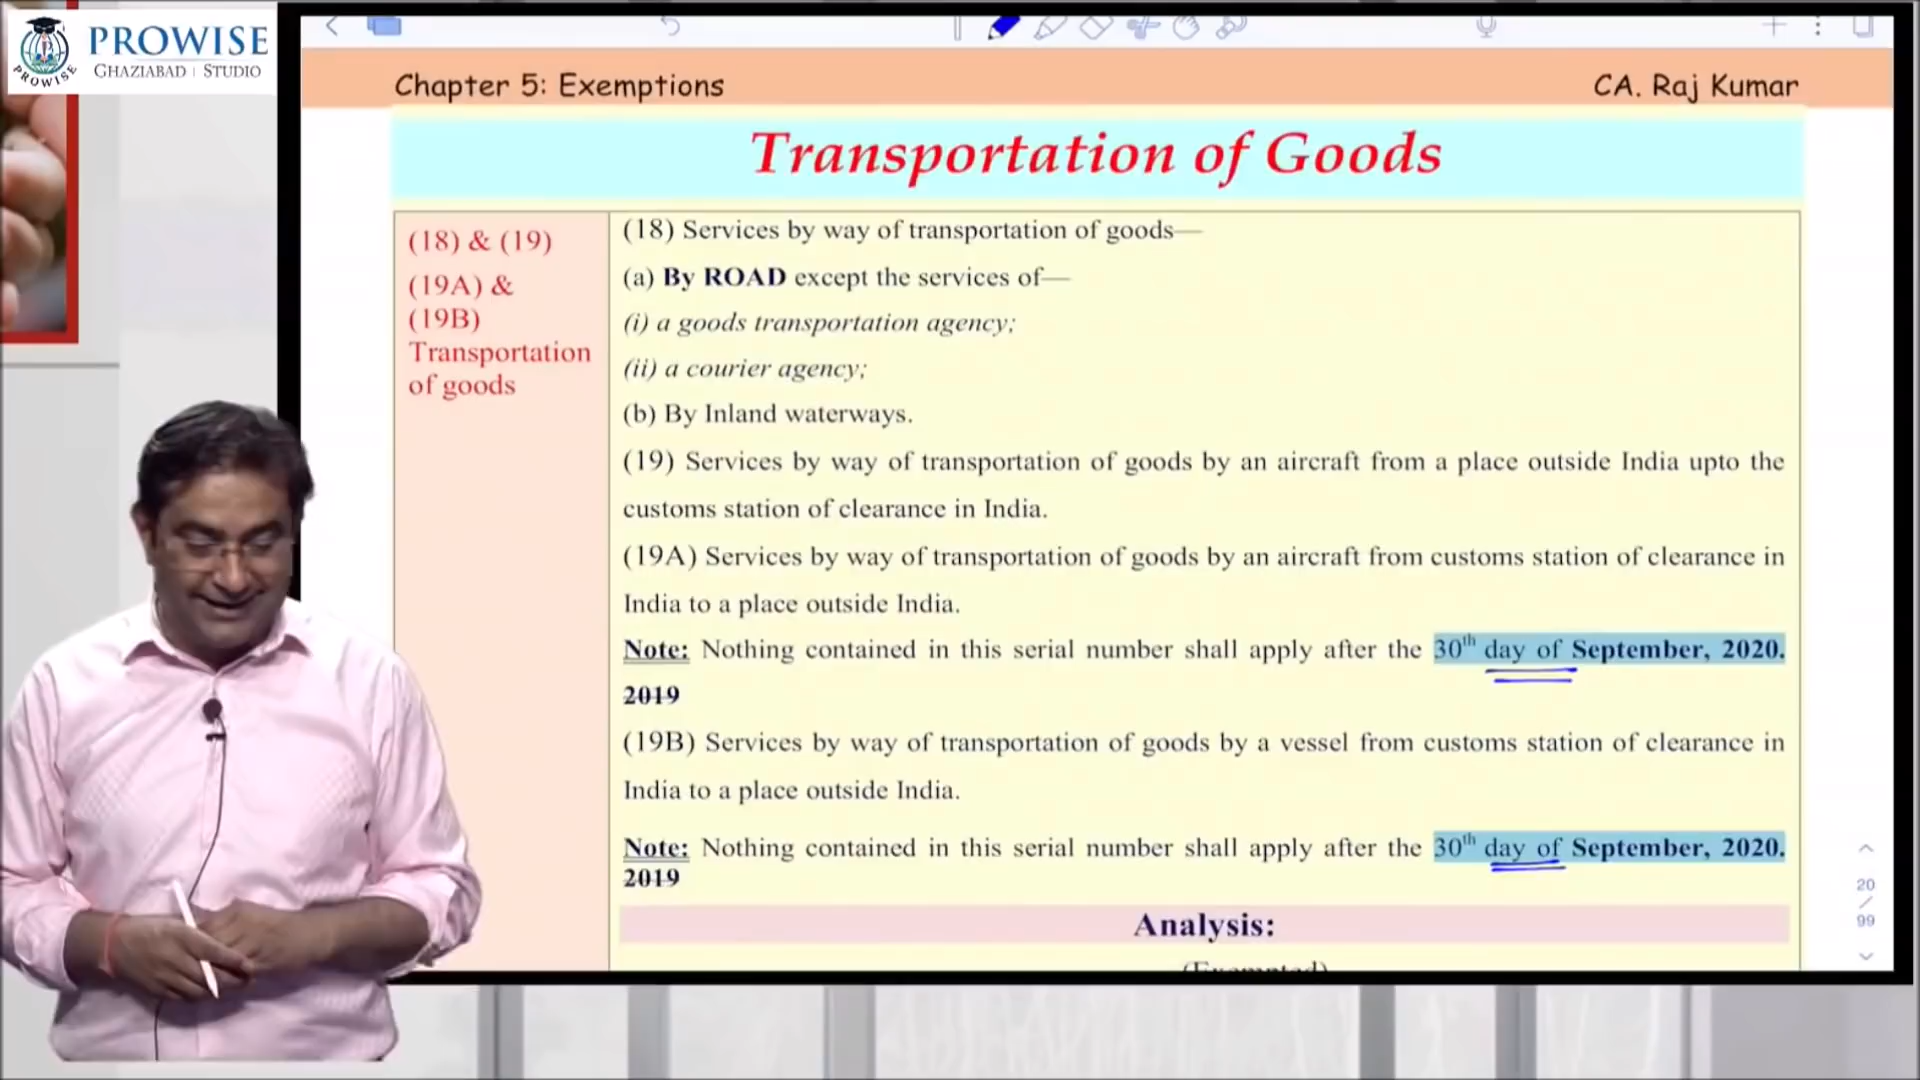 PROWISE
GHAZIABAD | STUDIO
PROWISE
Chapter 5: Exemptions
CA. Raj Kumar
Transportation of Goods
(18) & (19)
(19A) &
(19B)
Transportation
of goods
(18) Services by way of transportation of goods—
(a) By ROAD except the services of—
(i) a goods transportation agency;
(ii) a courier agency;
(b) By Inland waterways.
(19) Services by way of transportation of goods by an aircraft from a place outside India upto the
customs station of clearance in India.
(19A) Services by way of transportation of goods by an aircraft from customs station of clearance in
India to a place outside India.
Note: Nothing contained in this serial number shall apply after the 30th day of September, 2020.
2019
(19B) Services by way of transportation of goods by a vessel from customs station of clearance in
India to a place outside India.
Note: Nothing contained in this serial number shall apply after the 30th day of September, 2020.
2019
Analysis:
(Exempted)
20
/
99